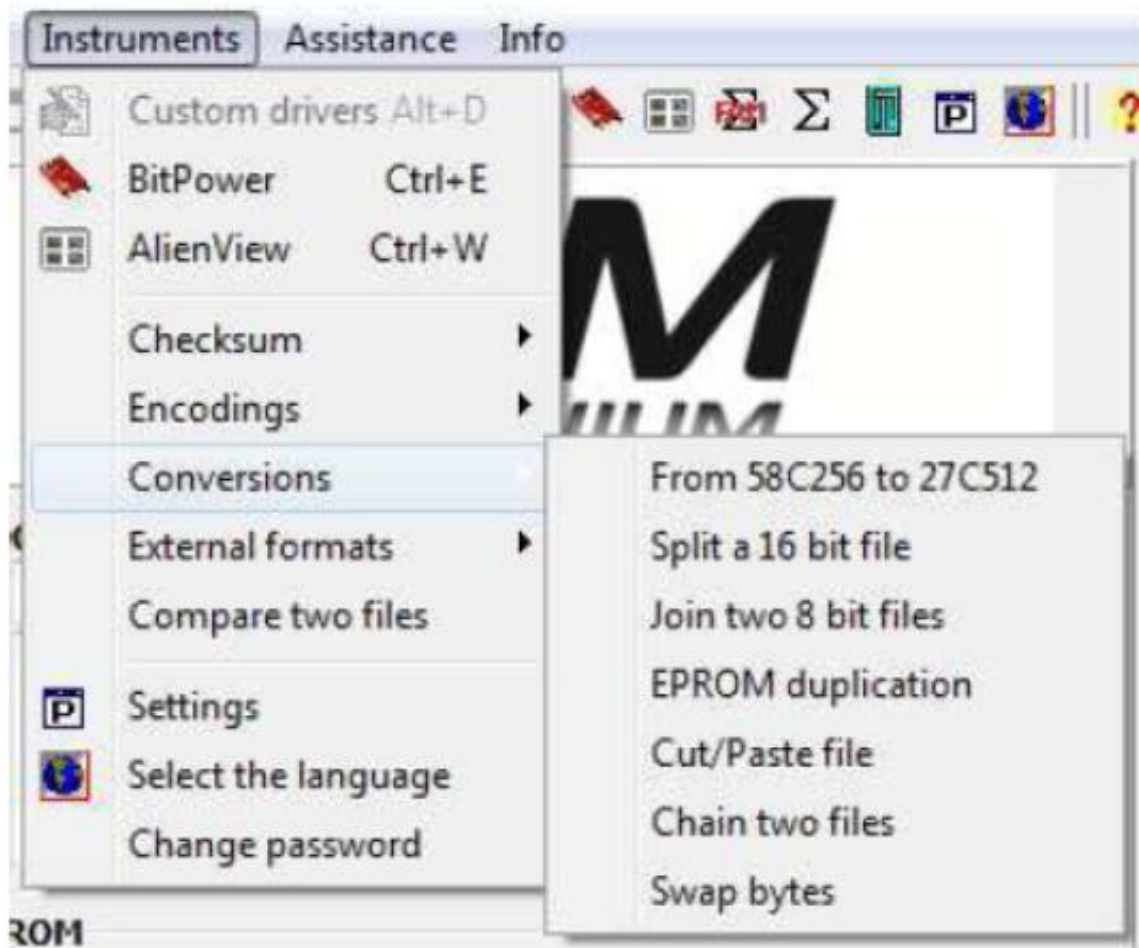 Instruments Assistance Info
Custom drivers Alt+D
BitPower Ctrl+E
AlienView Ctrl+W
Checksum
Encodings
Conversions
External formats
Compare two files
Settings
Select the language
Change password
M
From 58C256 to 27C512
Split a 16 bit file
Join two 8 bit files
EPROM duplication
Cut/Paste file
Chain two files
Swap bytes
P
?
ROM